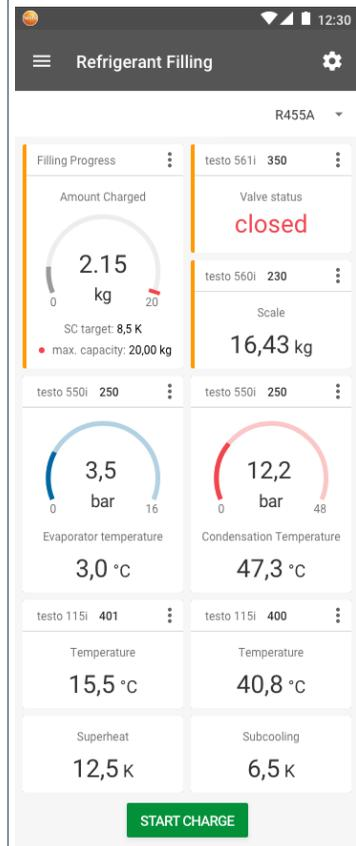 12:30
Refrigerant Filling
R455A
Filling Progress
Amount Charged
2.15
kg
0 20
SC target: 8,5 K
max. capacity: 20,00 kg
testo 561i 350
Valve status
closed
testo 560i 230
Scale
16,43 kg
testo 550i 250
3,5
bar
0 16
Evaporator temperature
3,0 °C
testo 550i 250
12,2
bar
0 48
Condensation Temperature
47,3 °C
testo 115i 401
Temperature
15,5 °C
testo 115i 400
Temperature
40,8 °C
Superheat
12,5 K
Subcooling
6,5 K
START CHARGE